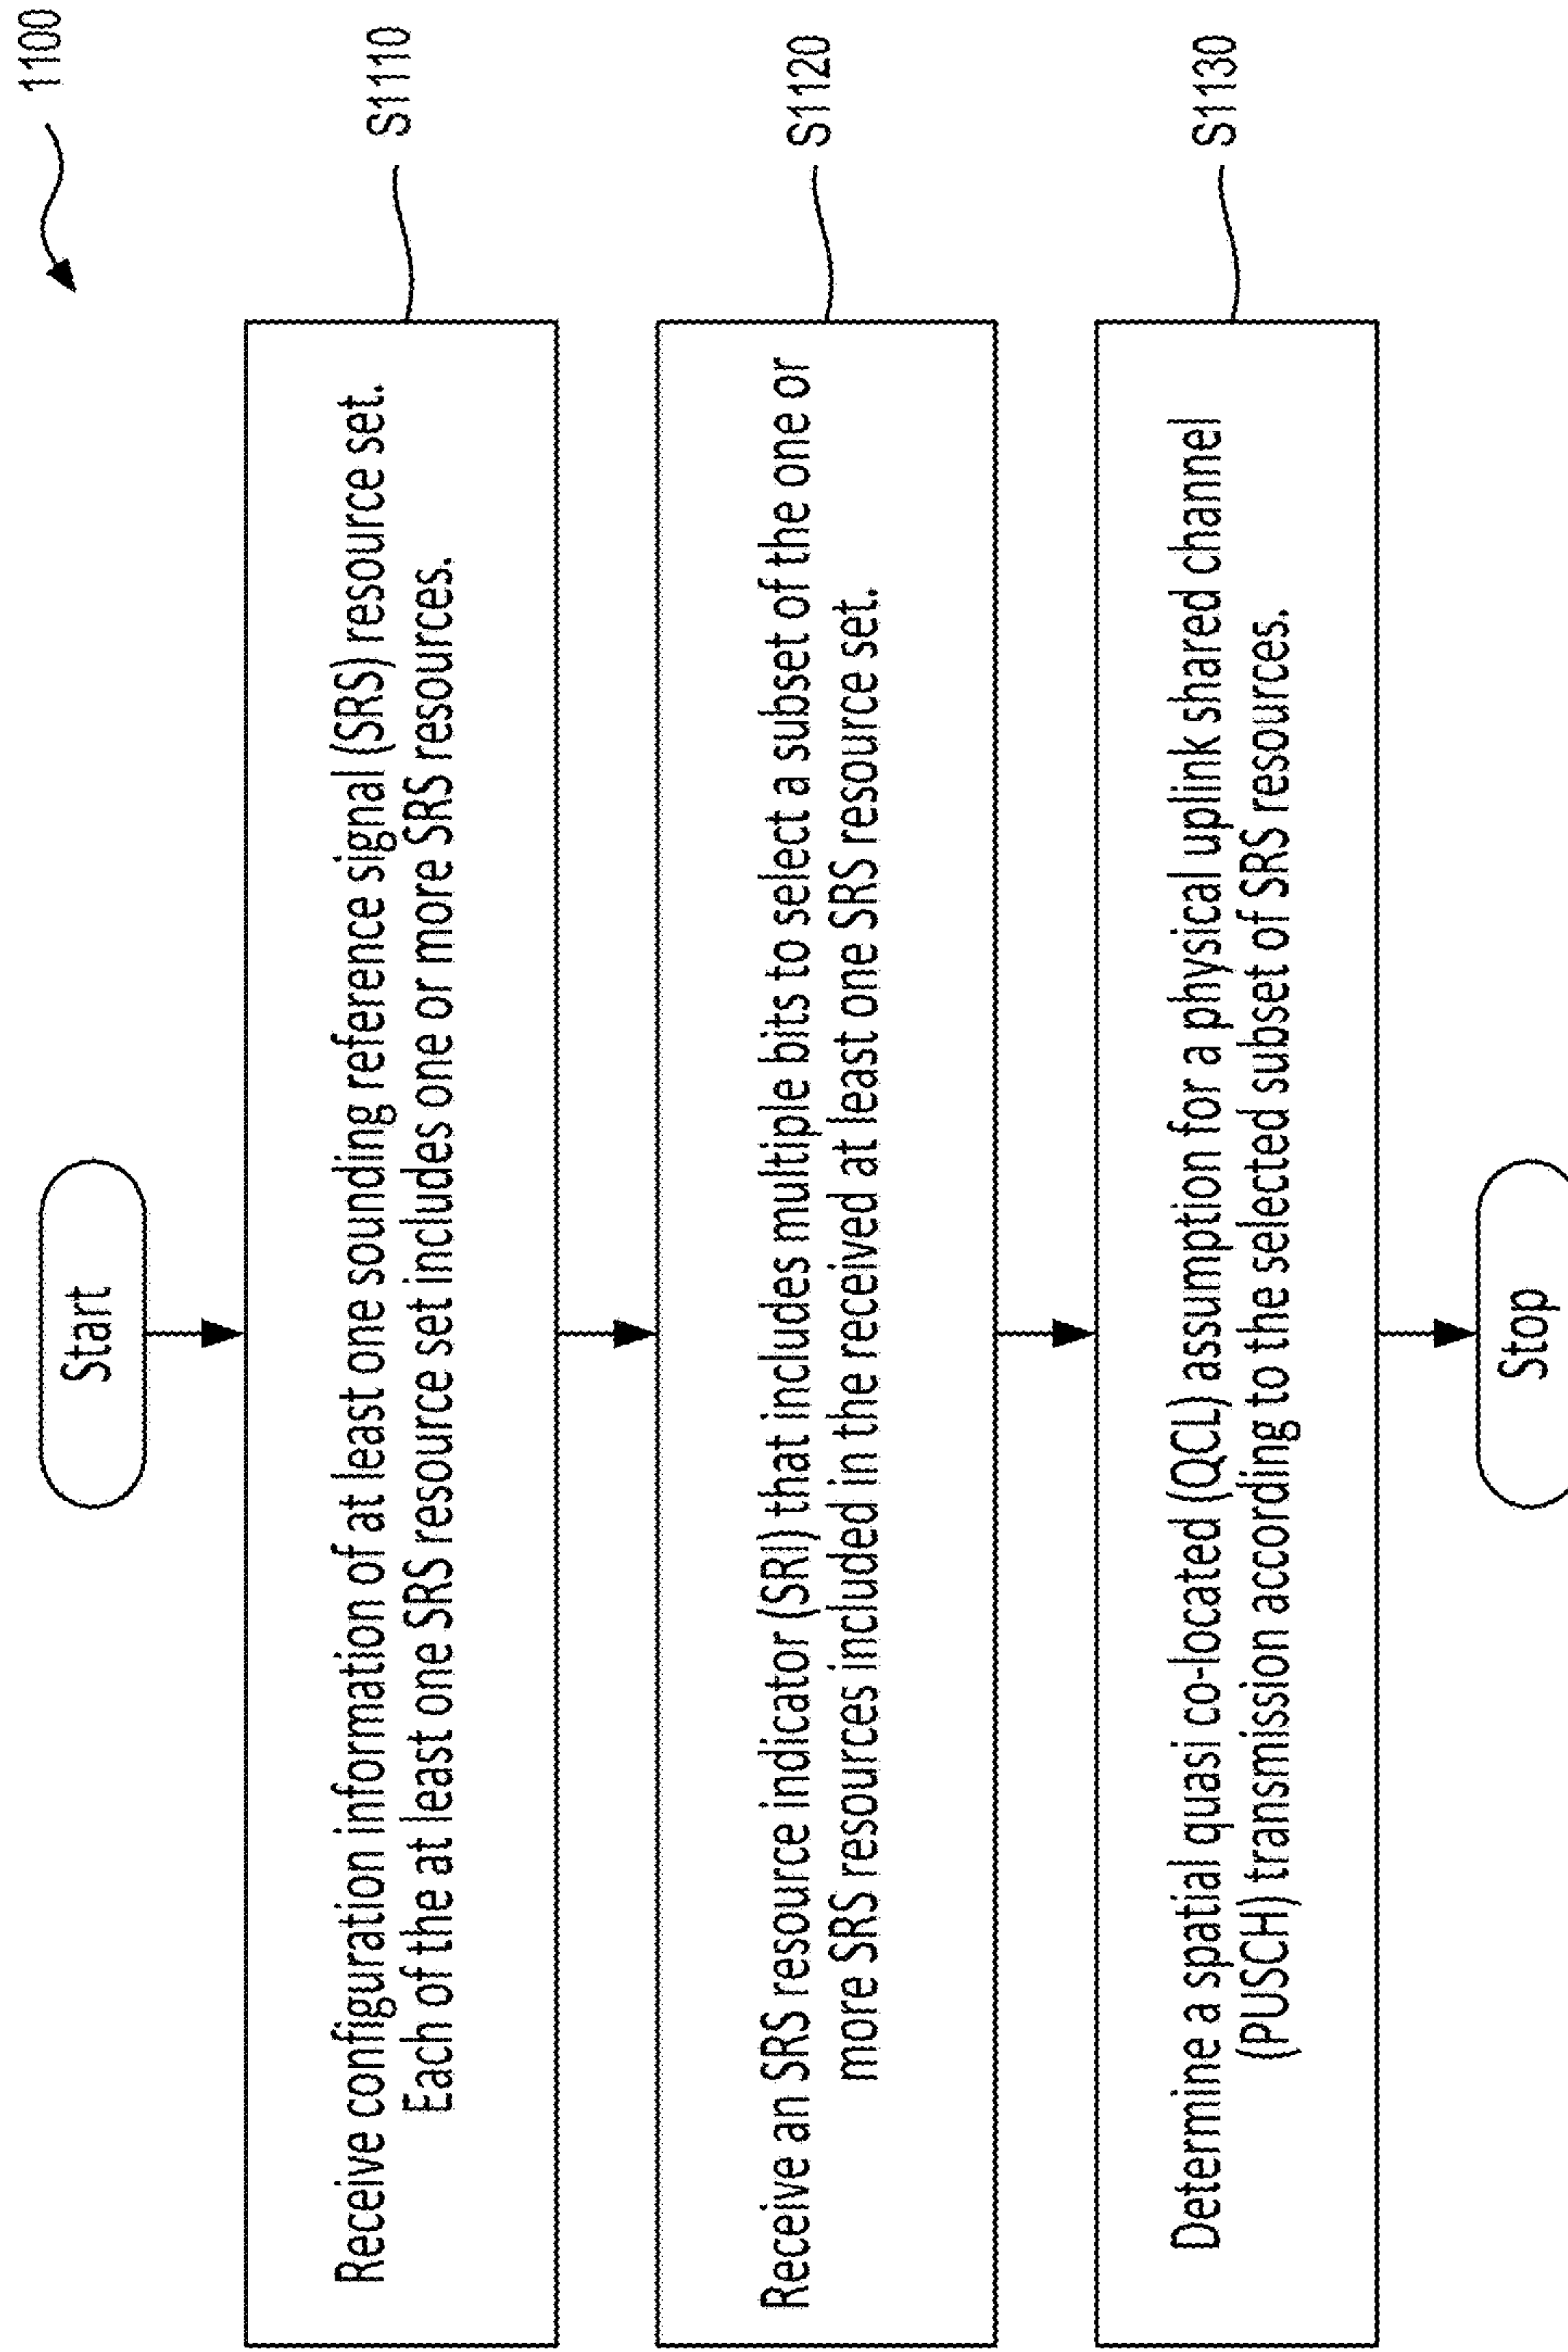 1100
Start
Receive configuration information of at least one sounding reference signal (SRS) resource set.
Each of the at least one SRS resource set includes one or more SRS resources.
S1110
Receive an SRS resource indicator (SRI) that includes multiple bits to select a subset of the one or
more SRS resources included in the received at least one SRS resource set.
S1120
Determine a spatial quasi co-located (QCL) assumption for a physical uplink shared channel
(PUSCH) transmission according to the selected subset of SRS resources.
S1130
Stop